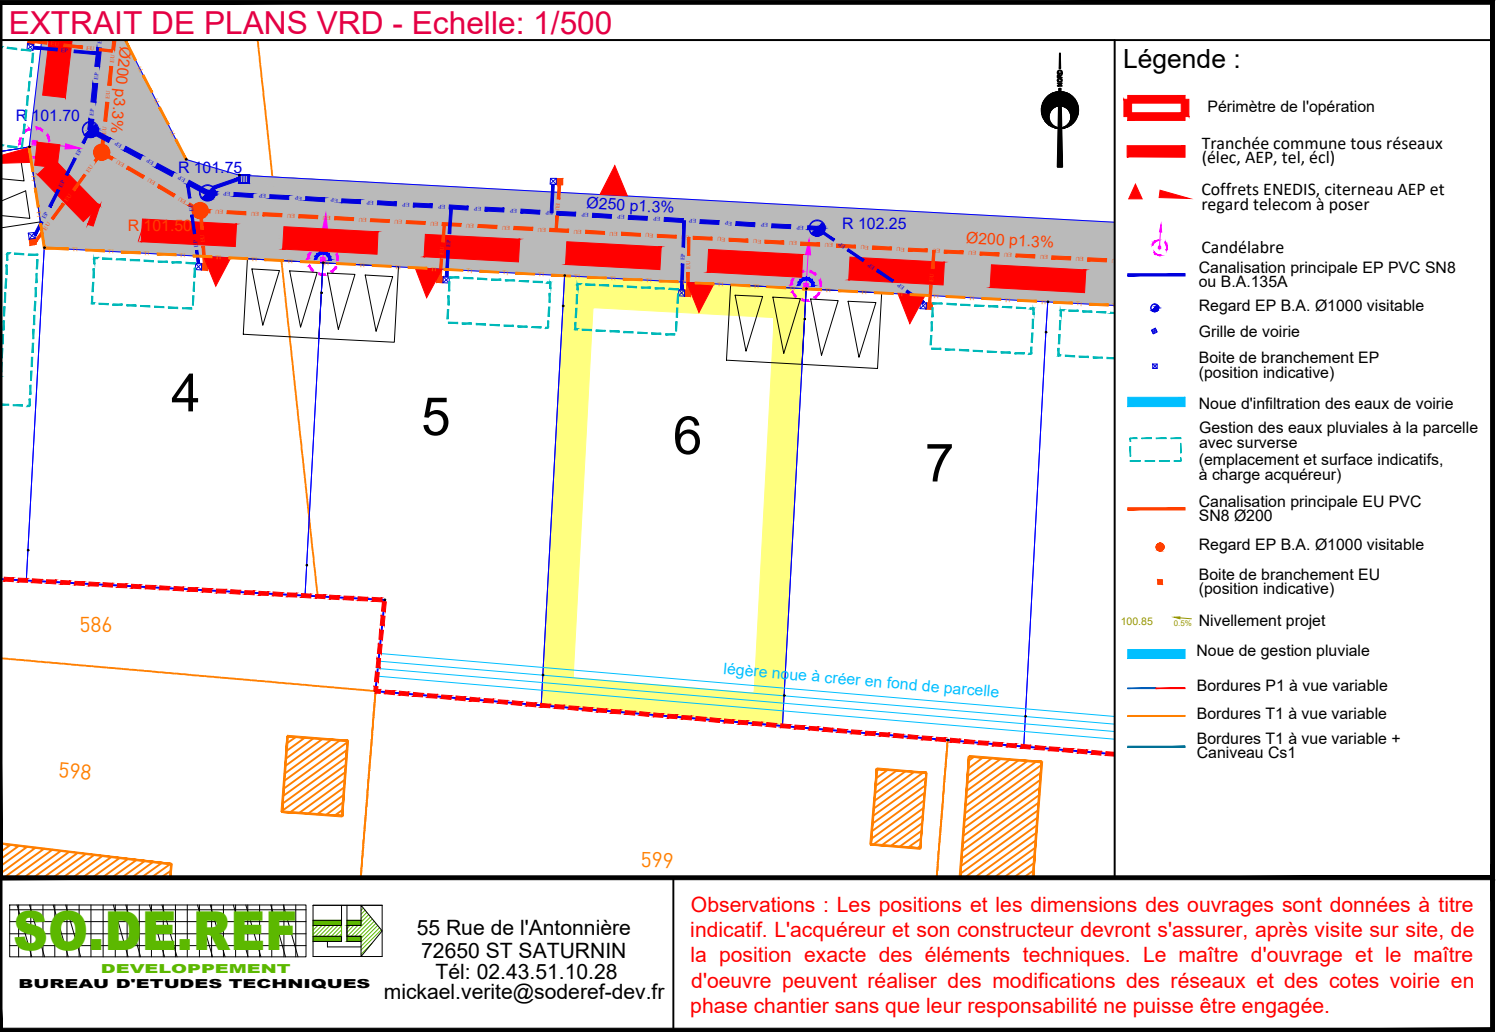 EXTRAIT DE PLANS VRD - Echelle: 1/500
Ø200 p3.3%
R 101.70
R 101.75
R 101.50
Ø250 p1.3%
R 102.25
Ø200 p1.3%
NORD
4
5
6
7
légère noue à créer en fond de parcelle
586
598
599
Légende :
Périmètre de l'opération
Tranchée commune tous réseaux
(élec, AEP, tel, écl)
Coffrets ENEDIS, citerneau AEP et
regard telecom à poser
Candélabre
Canalisation principale EP PVC SN8
ou B.A.135A
Regard EP B.A. Ø1000 visitable
Grille de voirie
Boite de branchement EP
(position indicative)
Noue d'infiltration des eaux de voirie
Gestion des eaux pluviales à la parcelle
avec surverse
(emplacement et surface indicatifs,
à charge acquéreur)
Canalisation principale EU PVC
SN8 Ø200
Regard EP B.A. Ø1000 visitable
Boite de branchement EU
(position indicative)
100.85 0.5% Nivellement projet
Noue de gestion pluviale
Bordures P1 à vue variable
Bordures T1 à vue variable
Bordures T1 à vue variable +
Caniveau Cs1
SO.DE.REF
DEVELOPPEMENT
BUREAU D'ETUDES TECHNIQUES
55 Rue de l'Antonnière
72650 ST SATURNIN
Tél: 02.43.51.10.28
mickael.verite@soderef-dev.fr
Observations : Les positions et les dimensions des ouvrages sont données à titre
indicatif. L'acquéreur et son constructeur devront s'assurer, après visite sur site, de
la position exacte des éléments techniques. Le maître d'ouvrage et le maître
d'oeuvre peuvent réaliser des modifications des réseaux et des cotes voirie en
phase chantier sans que leur responsabilité ne puisse être engagée.